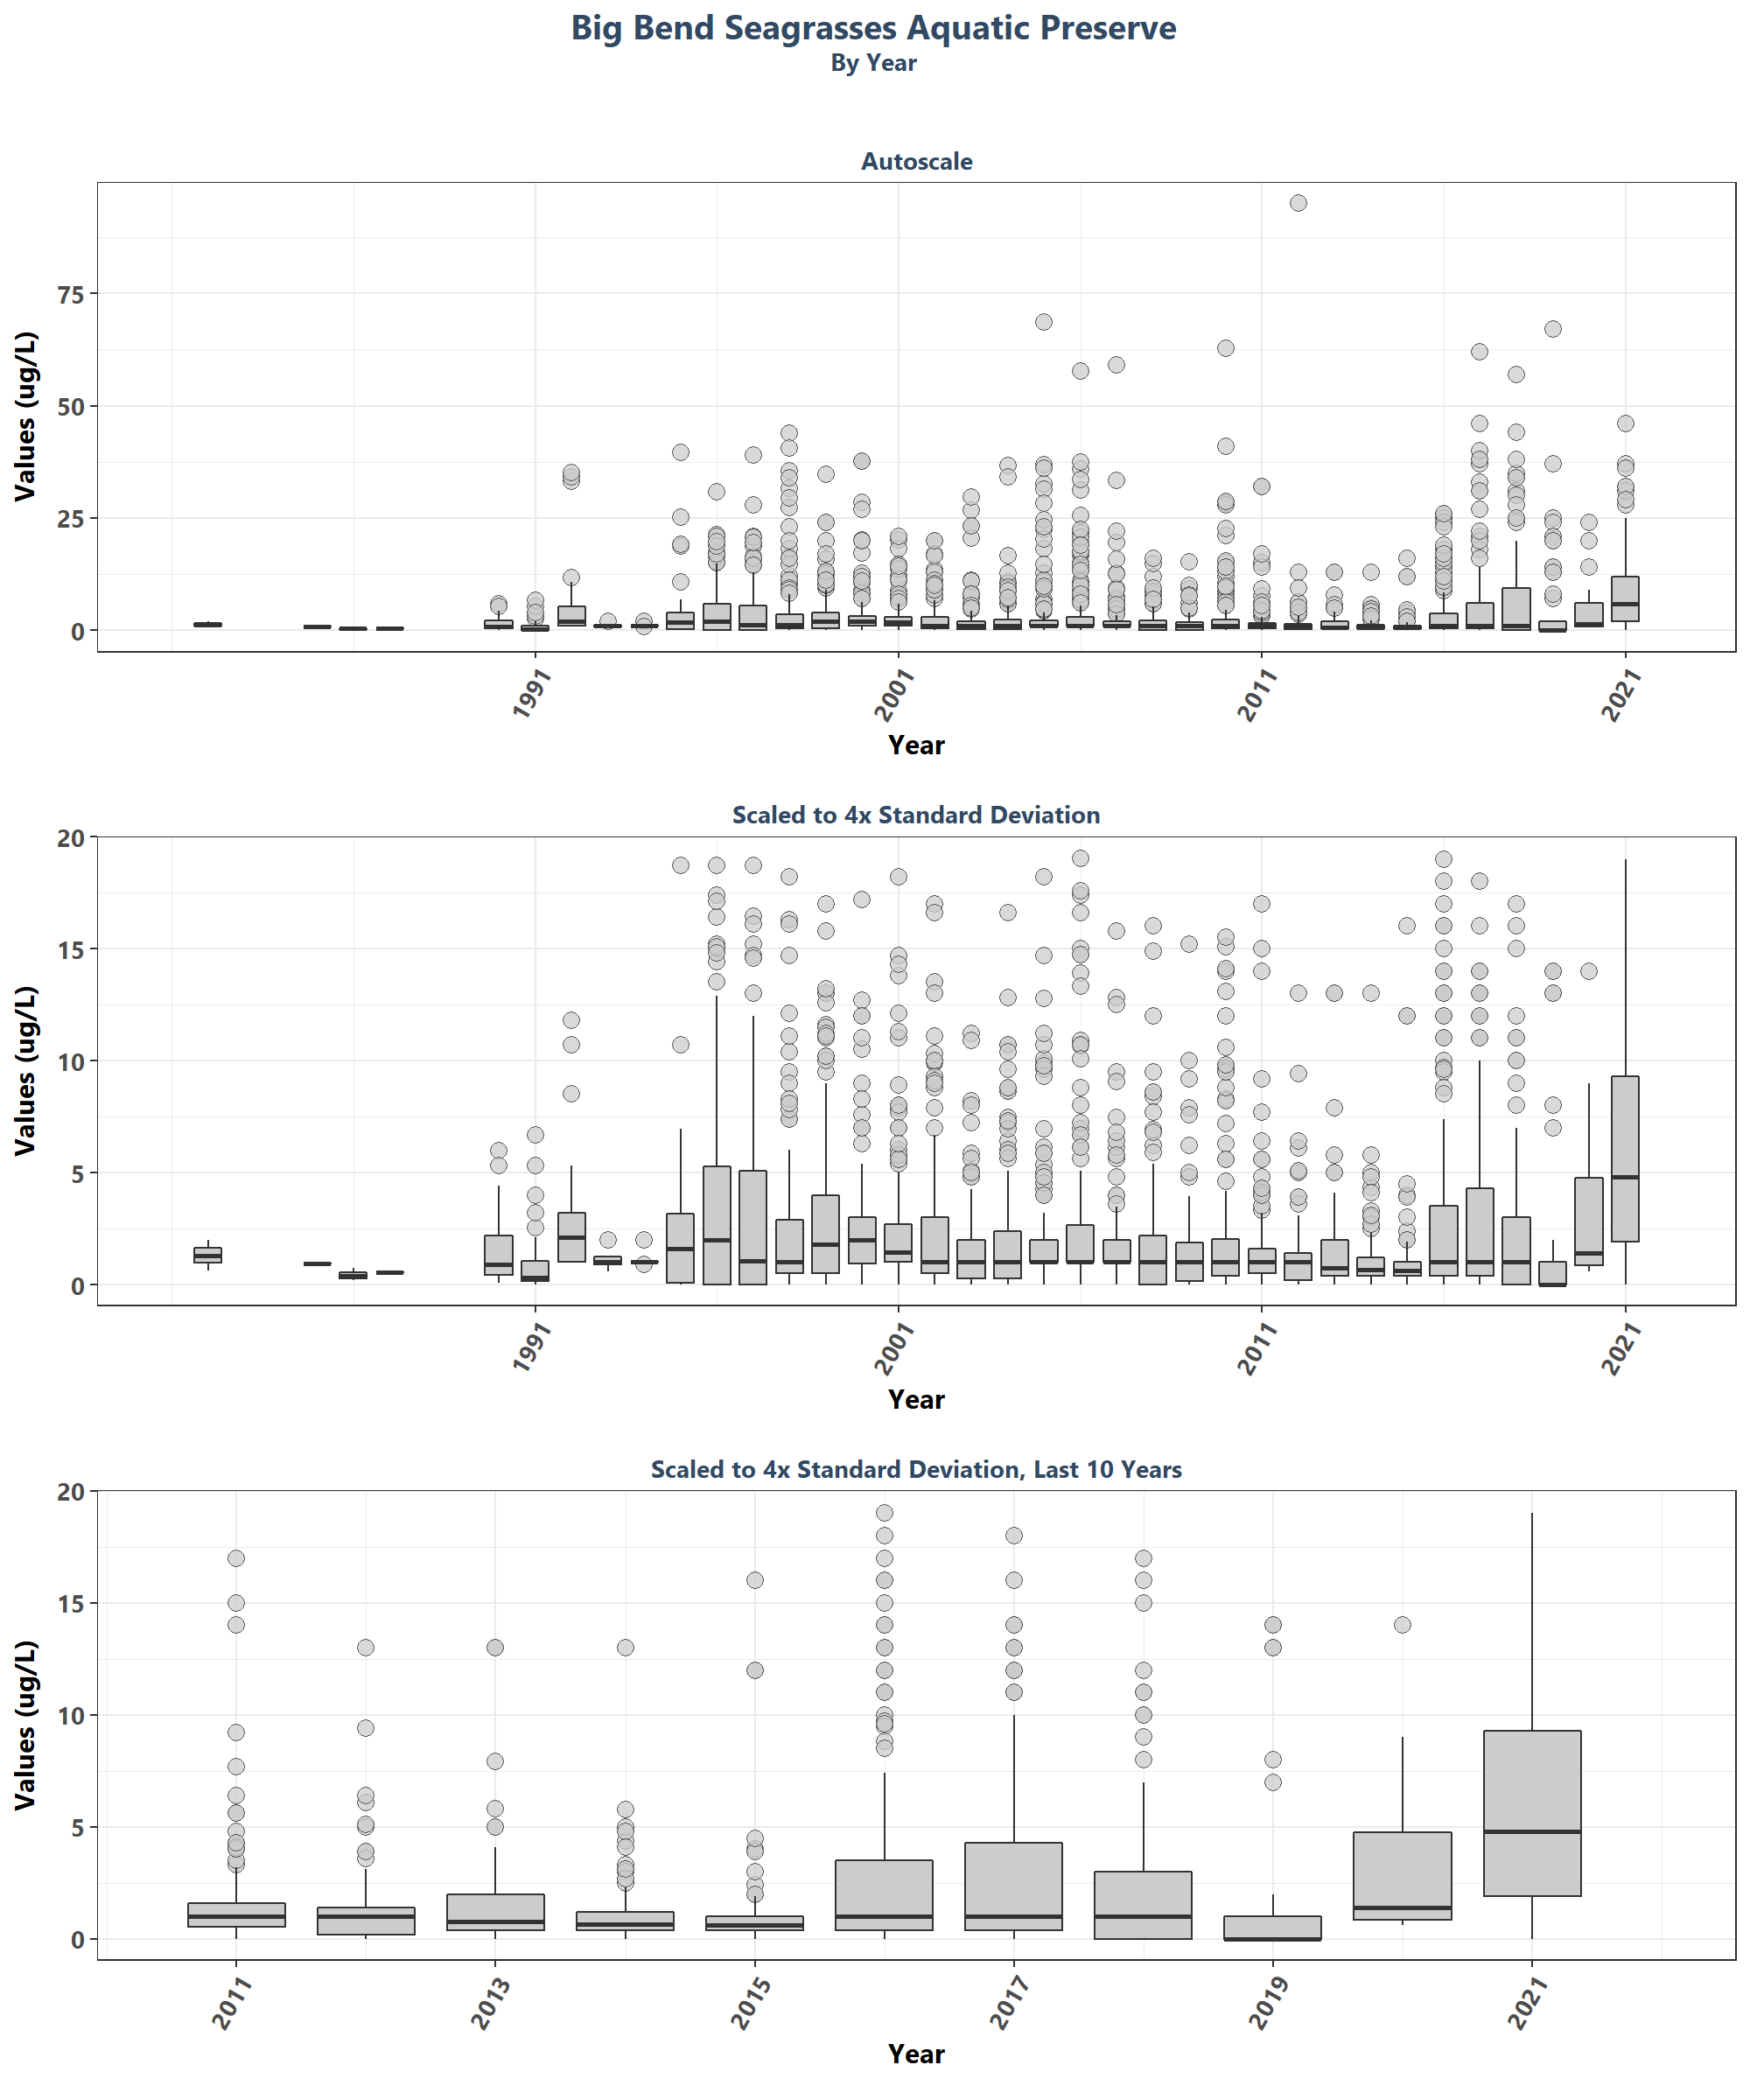 Big Bend Seagrasses Aquatic Preserve
By Year
Autoscale
Values (ug/L)
75
50
25
0
1991
2001
2011
2021
Year
Scaled to 4x Standard Deviation
Values (ug/L)
20
15
10
5
0
1991
2001
2011
2021
Year
Scaled to 4x Standard Deviation, Last 10 Years
Values (ug/L)
20
15
10
5
0
2011
2013
2015
2017
2019
2021
Year